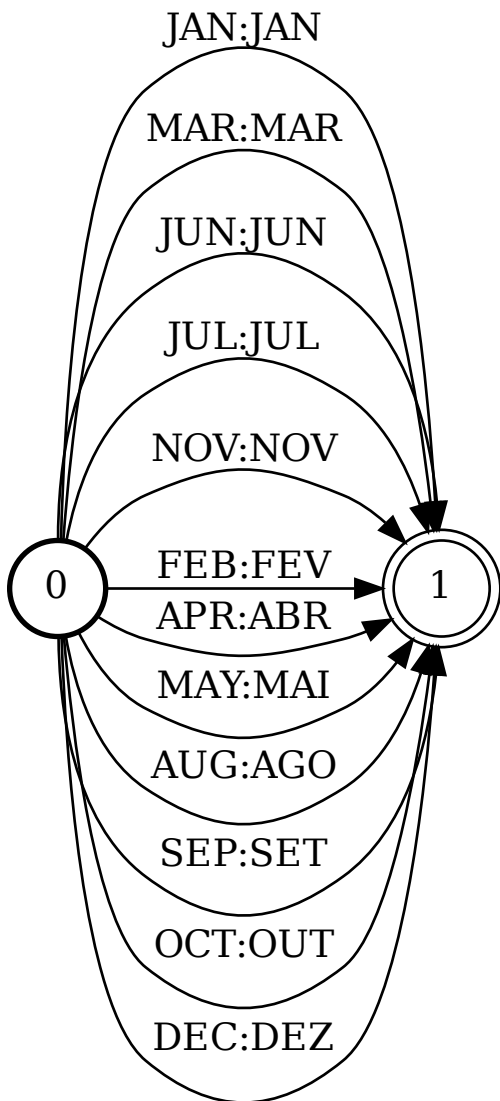 JAN:JAN
MAR:MAR
JUN:JUN
JUL:JUL
NOV:NOV
FEB:FEV
0
1
APR:ABR
MAY:MAI
AUG:AGO
SEP:SET
OCT:OUT
DEC:DEZ